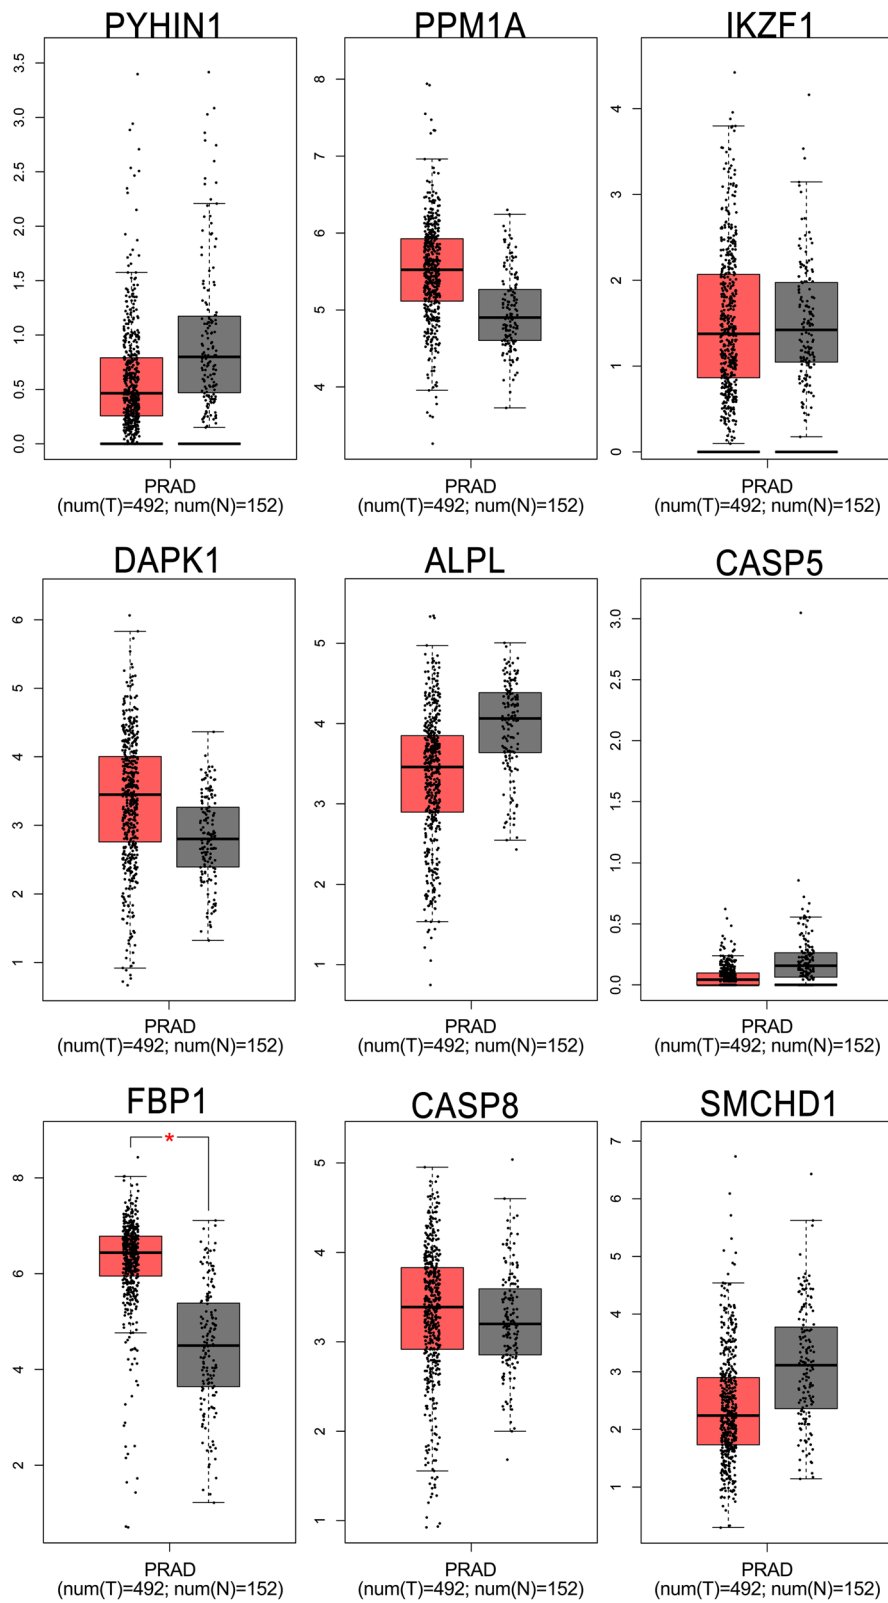 PYHIN1
PPM1A
IKZF1
3.5
3.0
2.5
2.0
1.5
1.0
0.5
0.0
8
7
6
5
4
4
3
2
1
0
PRAD
(num(T)=492; num(N)=152)
PRAD
(num(T)=492; num(N)=152)
PRAD
(num(T)=492; num(N)=152)
DAPK1
ALPL
CASP5
6
5
4
3
2
1
5
4
3
2
1
3.0
2.5
2.0
1.5
1.0
0.5
0.0
PRAD
(num(T)=492; num(N)=152)
PRAD
(num(T)=492; num(N)=152)
PRAD
(num(T)=492; num(N)=152)
FBP1
CASP8
SMCHD1
*
8
6
4
2
5
4
3
2
1
7
6
5
4
3
2
1
PRAD
(num(T)=492; num(N)=152)
PRAD
(num(T)=492; num(N)=152)
PRAD
(num(T)=492; num(N)=152)